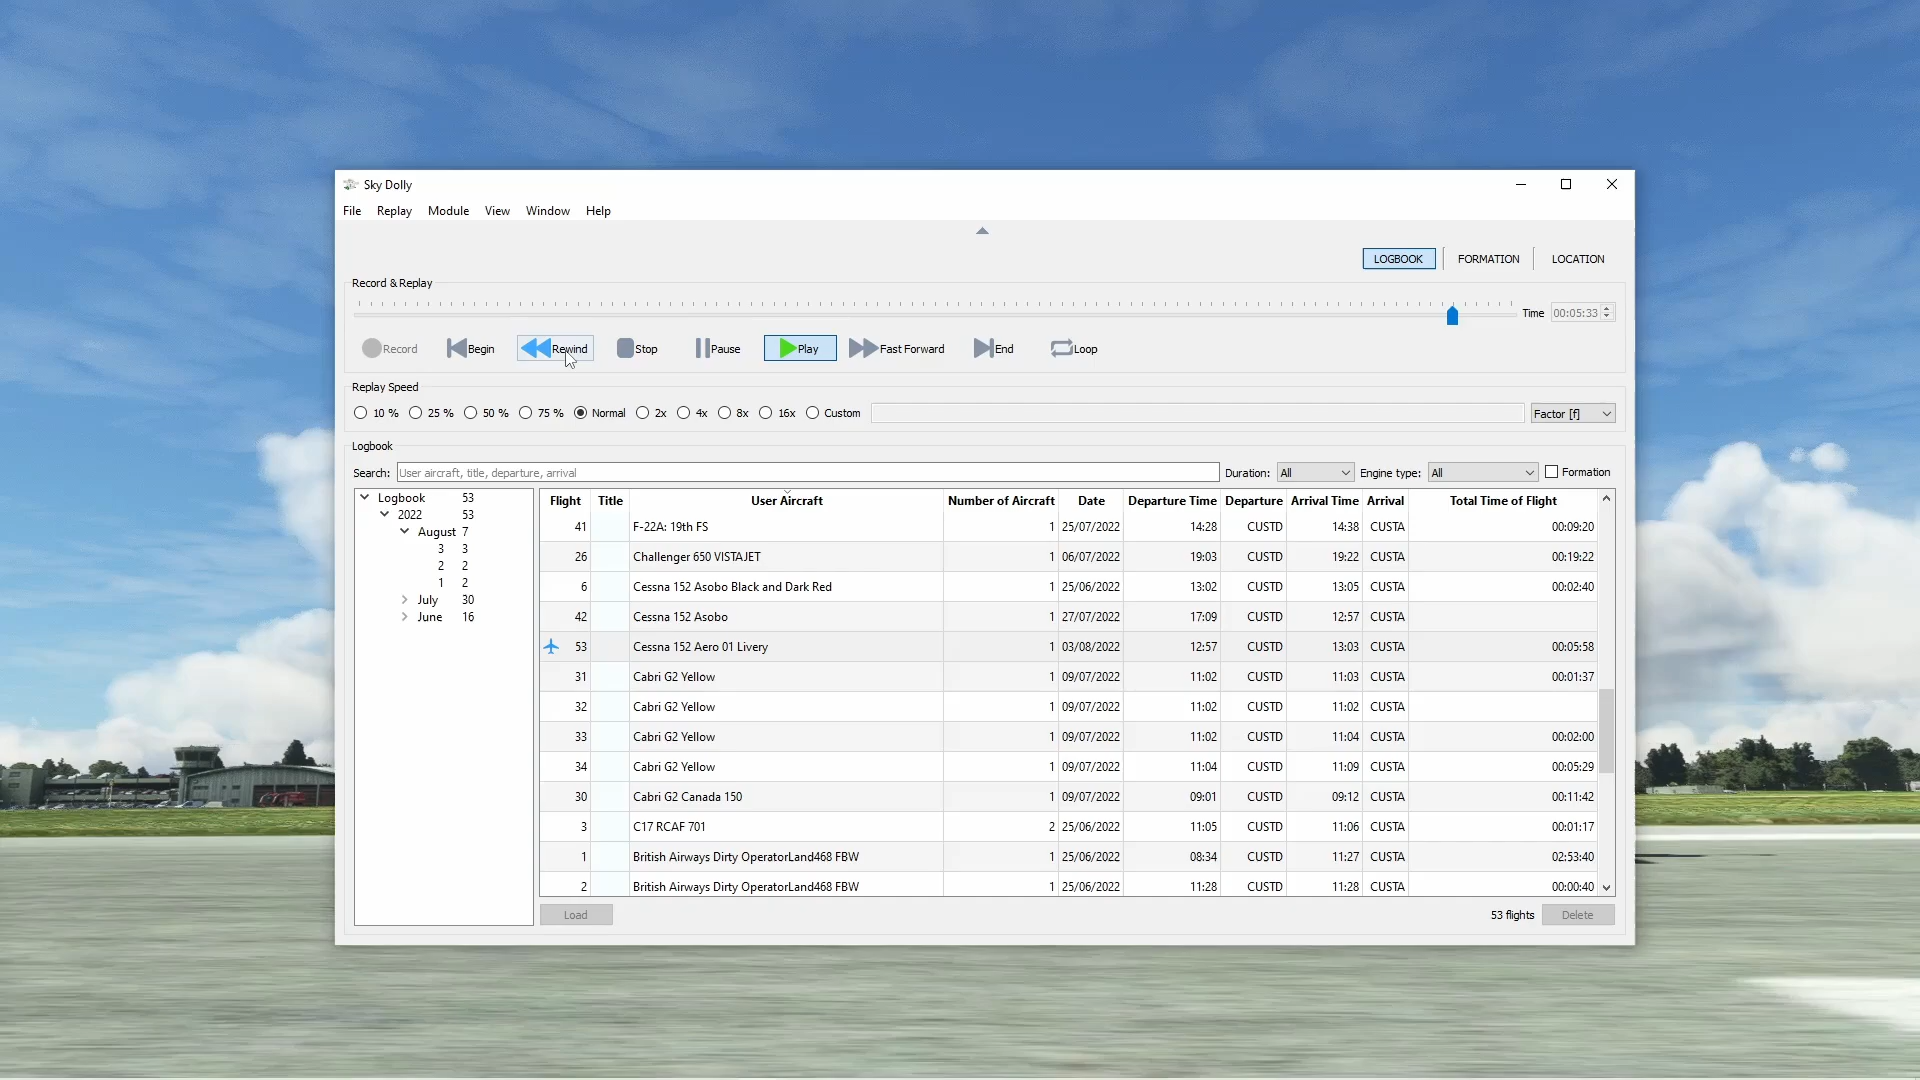 Sky Dolly
File Replay Module View Window Help
LOGBOOK FORMATION LOCATION
Record & Replay
Time 00:05:33
Record Begin Rewind Stop Pause Play Fast Forward End Loop
Replay Speed
10 % 25 % 50 % 75 % Normal 2x 4x 8x 16x Custom Factor [f]
Logbook
Search: User aircraft, title, departure, arrival Duration: All Engine type: All Formation
Logbook 53
2022 53
August 7
3 3
2 2
1 2
July 30
June 16
Flight Title User Aircraft Number of Aircraft Date Departure Time Departure Arrival Time Arrival Total Time of Flight
41 F-22A: 19th FS 1 25/07/2022 14:28 CUSTD 14:38 CUSTA 00:09:20
26 Challenger 650 VISTAJET 1 06/07/2022 19:03 CUSTD 19:22 CUSTA 00:19:22
6 Cessna 152 Asobo Black and Dark Red 1 25/06/2022 13:02 CUSTD 13:05 CUSTA 00:02:40
42 Cessna 152 Asobo 1 27/07/2022 17:09 CUSTD 12:57 CUSTA
53 Cessna 152 Aero 01 Livery 1 03/08/2022 12:57 CUSTD 13:03 CUSTA 00:05:58
31 Cabri G2 Yellow 1 09/07/2022 11:02 CUSTD 11:03 CUSTA 00:01:37
32 Cabri G2 Yellow 1 09/07/2022 11:02 CUSTD 11:02 CUSTA
33 Cabri G2 Yellow 1 09/07/2022 11:02 CUSTD 11:04 CUSTA 00:02:00
34 Cabri G2 Yellow 1 09/07/2022 11:04 CUSTD 11:09 CUSTA 00:05:29
30 Cabri G2 Canada 150 1 09/07/2022 09:01 CUSTD 09:12 CUSTA 00:11:42
3 C17 RCAF 701 2 25/06/2022 11:05 CUSTD 11:06 CUSTA 00:01:17
1 British Airways Dirty OperatorLand468 FBW 1 25/06/2022 08:34 CUSTD 11:27 CUSTA 02:53:40
2 British Airways Dirty OperatorLand468 FBW 1 25/06/2022 11:28 CUSTD 11:28 CUSTA 00:00:40
Load 53 flights Delete